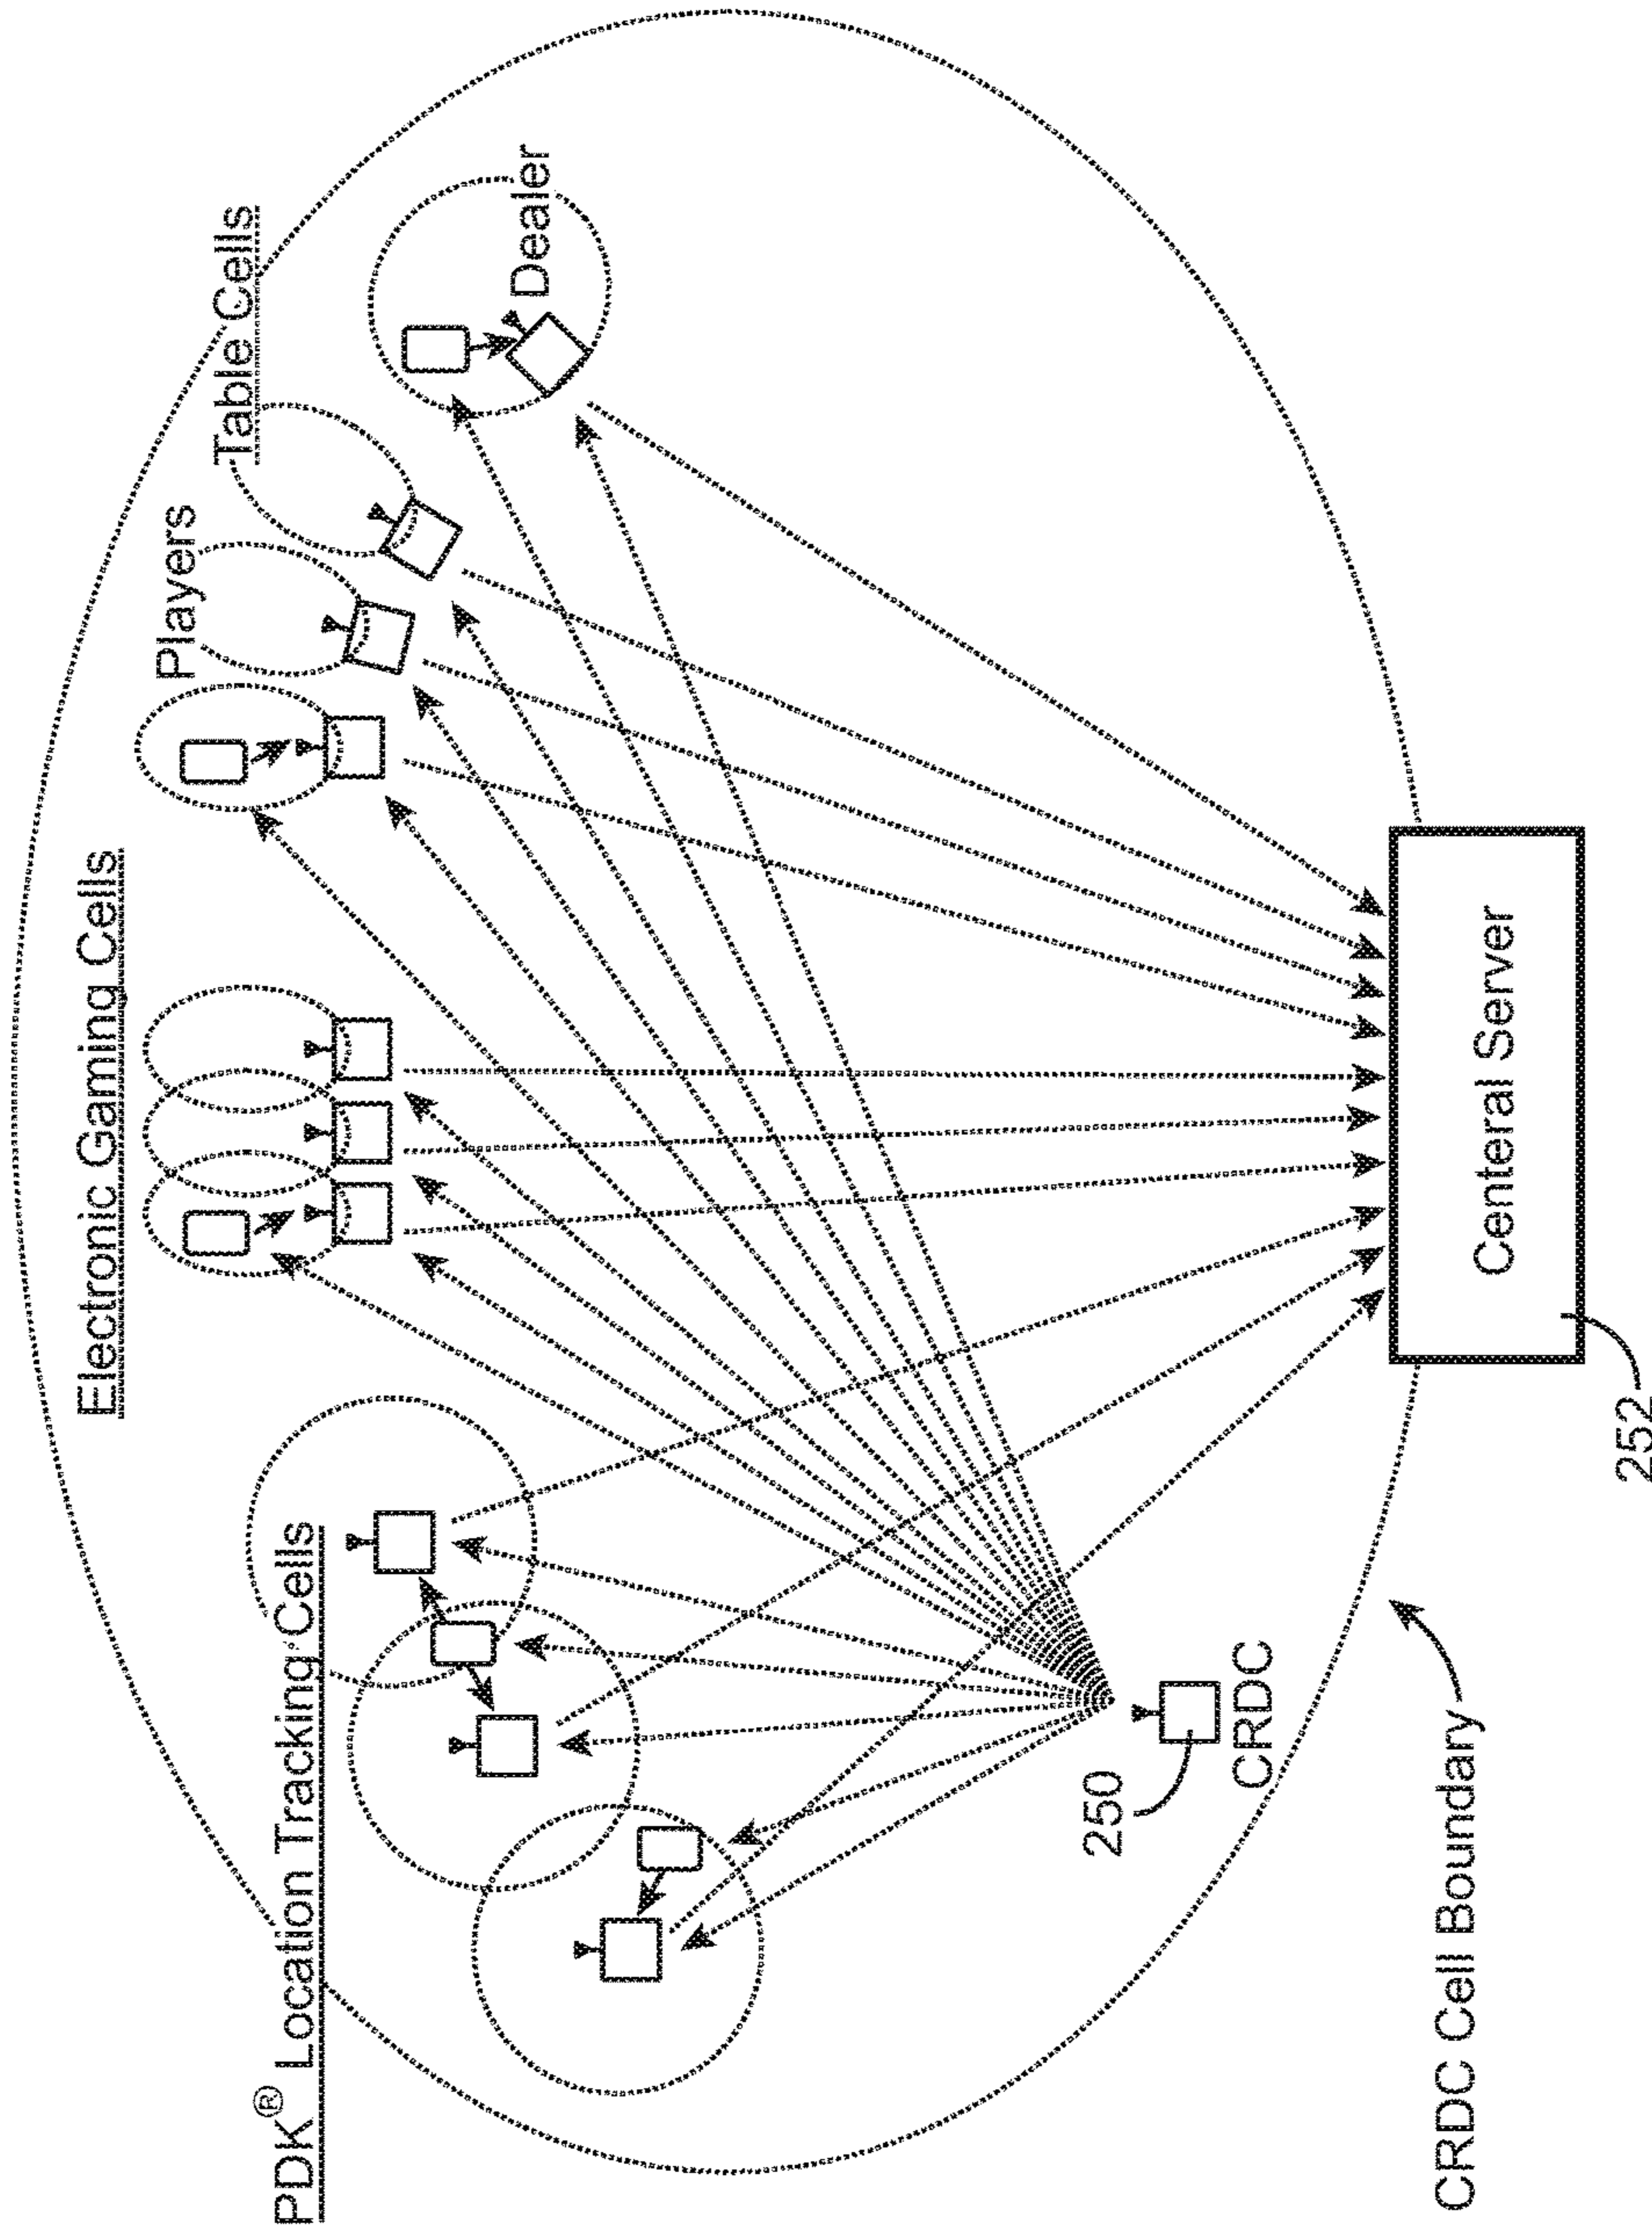 PDK® Location Tracking Cells
Electronic Gaming Cells
Players
Table Cells
Dealer
250
CRDC
CRDC Cell Boundary
Centeral Server
252